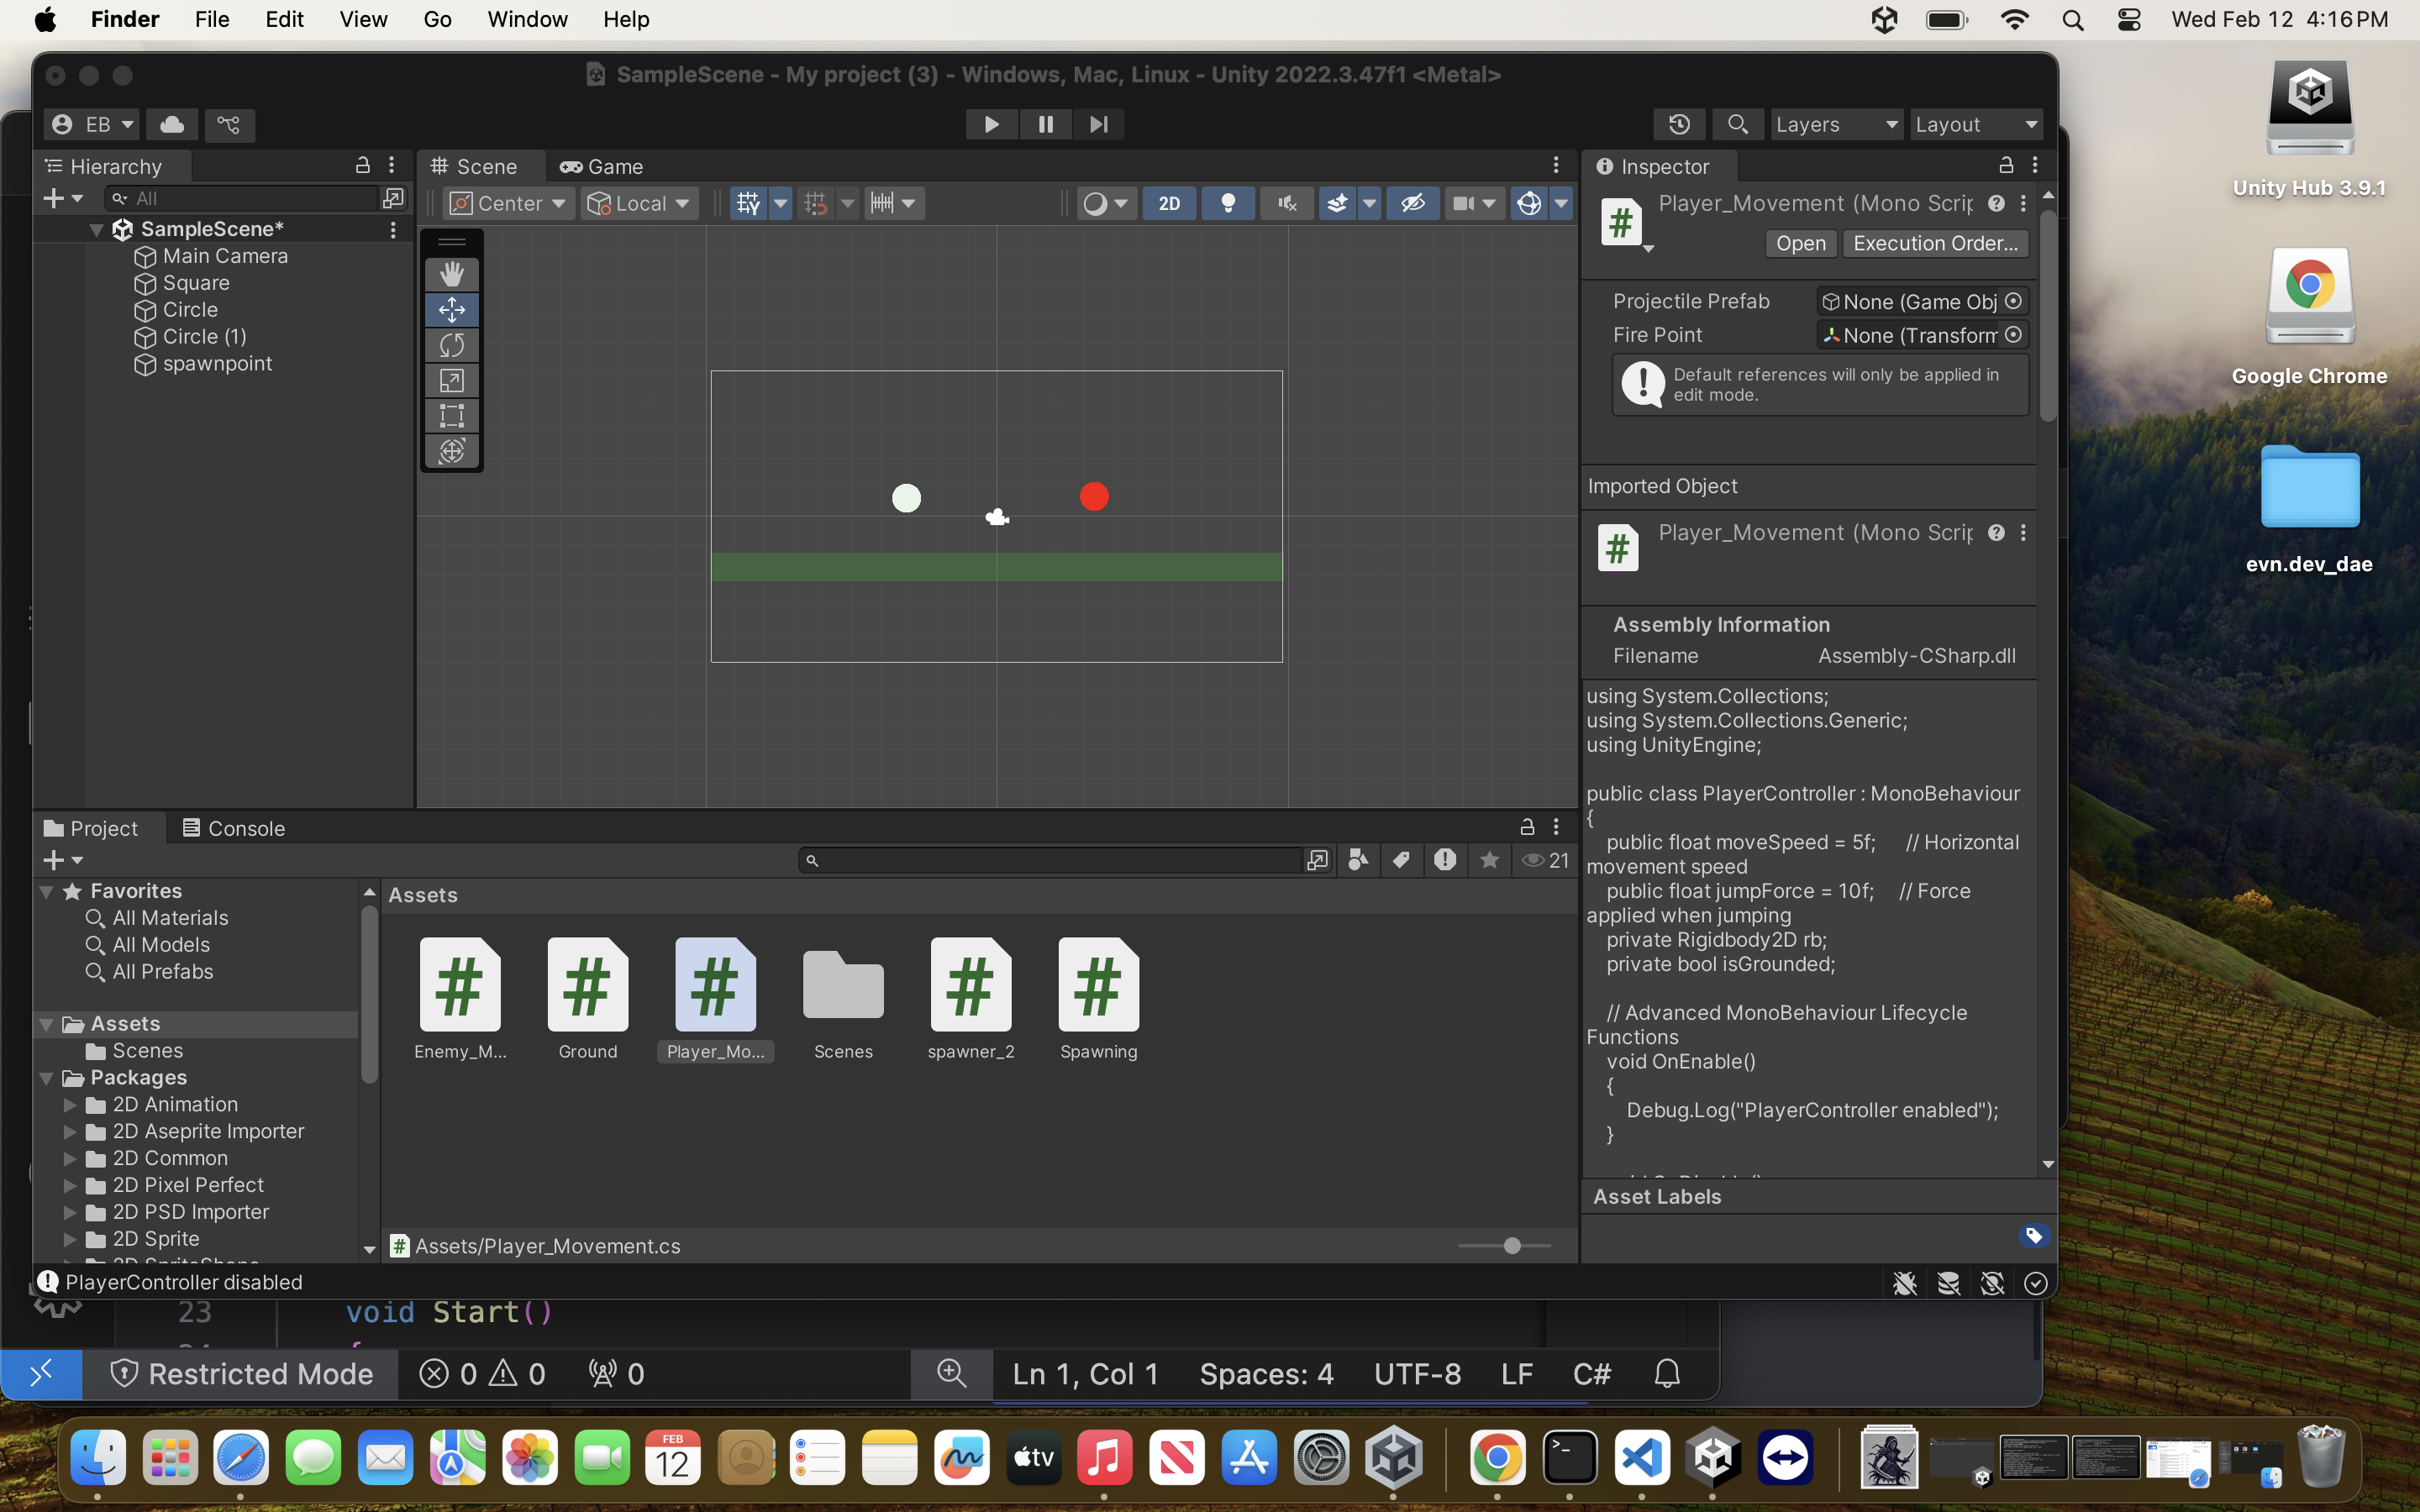 Finder File Edit View Go Window Help Wed Feb 12 4:16 PM
SampleScene - My project (3) - Windows, Mac, Linux - Unity 2022.3.47f1 <Metal>
EB
Layers
Layout
Hierarchy
All
SampleScene*
Main Camera
Square
Circle
Circle (1)
spawnpoint
Scene
Game
Center
Local
2D
Inspector
Player_Movement (Mono Scrip
Open
Execution Order...
Projectile Prefab None (Game Obj
Fire Point None (Transform
Default references will only be applied in
edit mode.
Imported Object
Player_Movement (Mono Scrip
Assembly Information
Filename Assembly-CSharp.dll
using System.Collections;
using System.Collections.Generic;
using UnityEngine;
public class PlayerController : MonoBehaviour
{
public float moveSpeed = 5f; // Horizontal
movement speed
public float jumpForce = 10f; // Force
applied when jumping
private Rigidbody2D rb;
private bool isGrounded;
// Advanced MonoBehaviour Lifecycle
Functions
void OnEnable()
{
Debug.Log("PlayerController enabled");
}
Asset Labels
Project
Console
21
Favorites
All Materials
All Models
All Prefabs
Assets
Scenes
Packages
2D Animation
2D Aseprite Importer
2D Common
2D Pixel Perfect
2D PSD Importer
2D Sprite
Assets
Enemy_M...
Ground
Player_Mo...
Scenes
spawner_2
Spawning
Assets/Player_Movement.cs
PlayerController disabled
23 void Start()
Restricted Mode 0 0 0 Ln 1, Col 1 Spaces: 4 UTF-8 LF C#
Unity Hub 3.9.1
Google Chrome
evn.dev_dae
FEB
12
tv